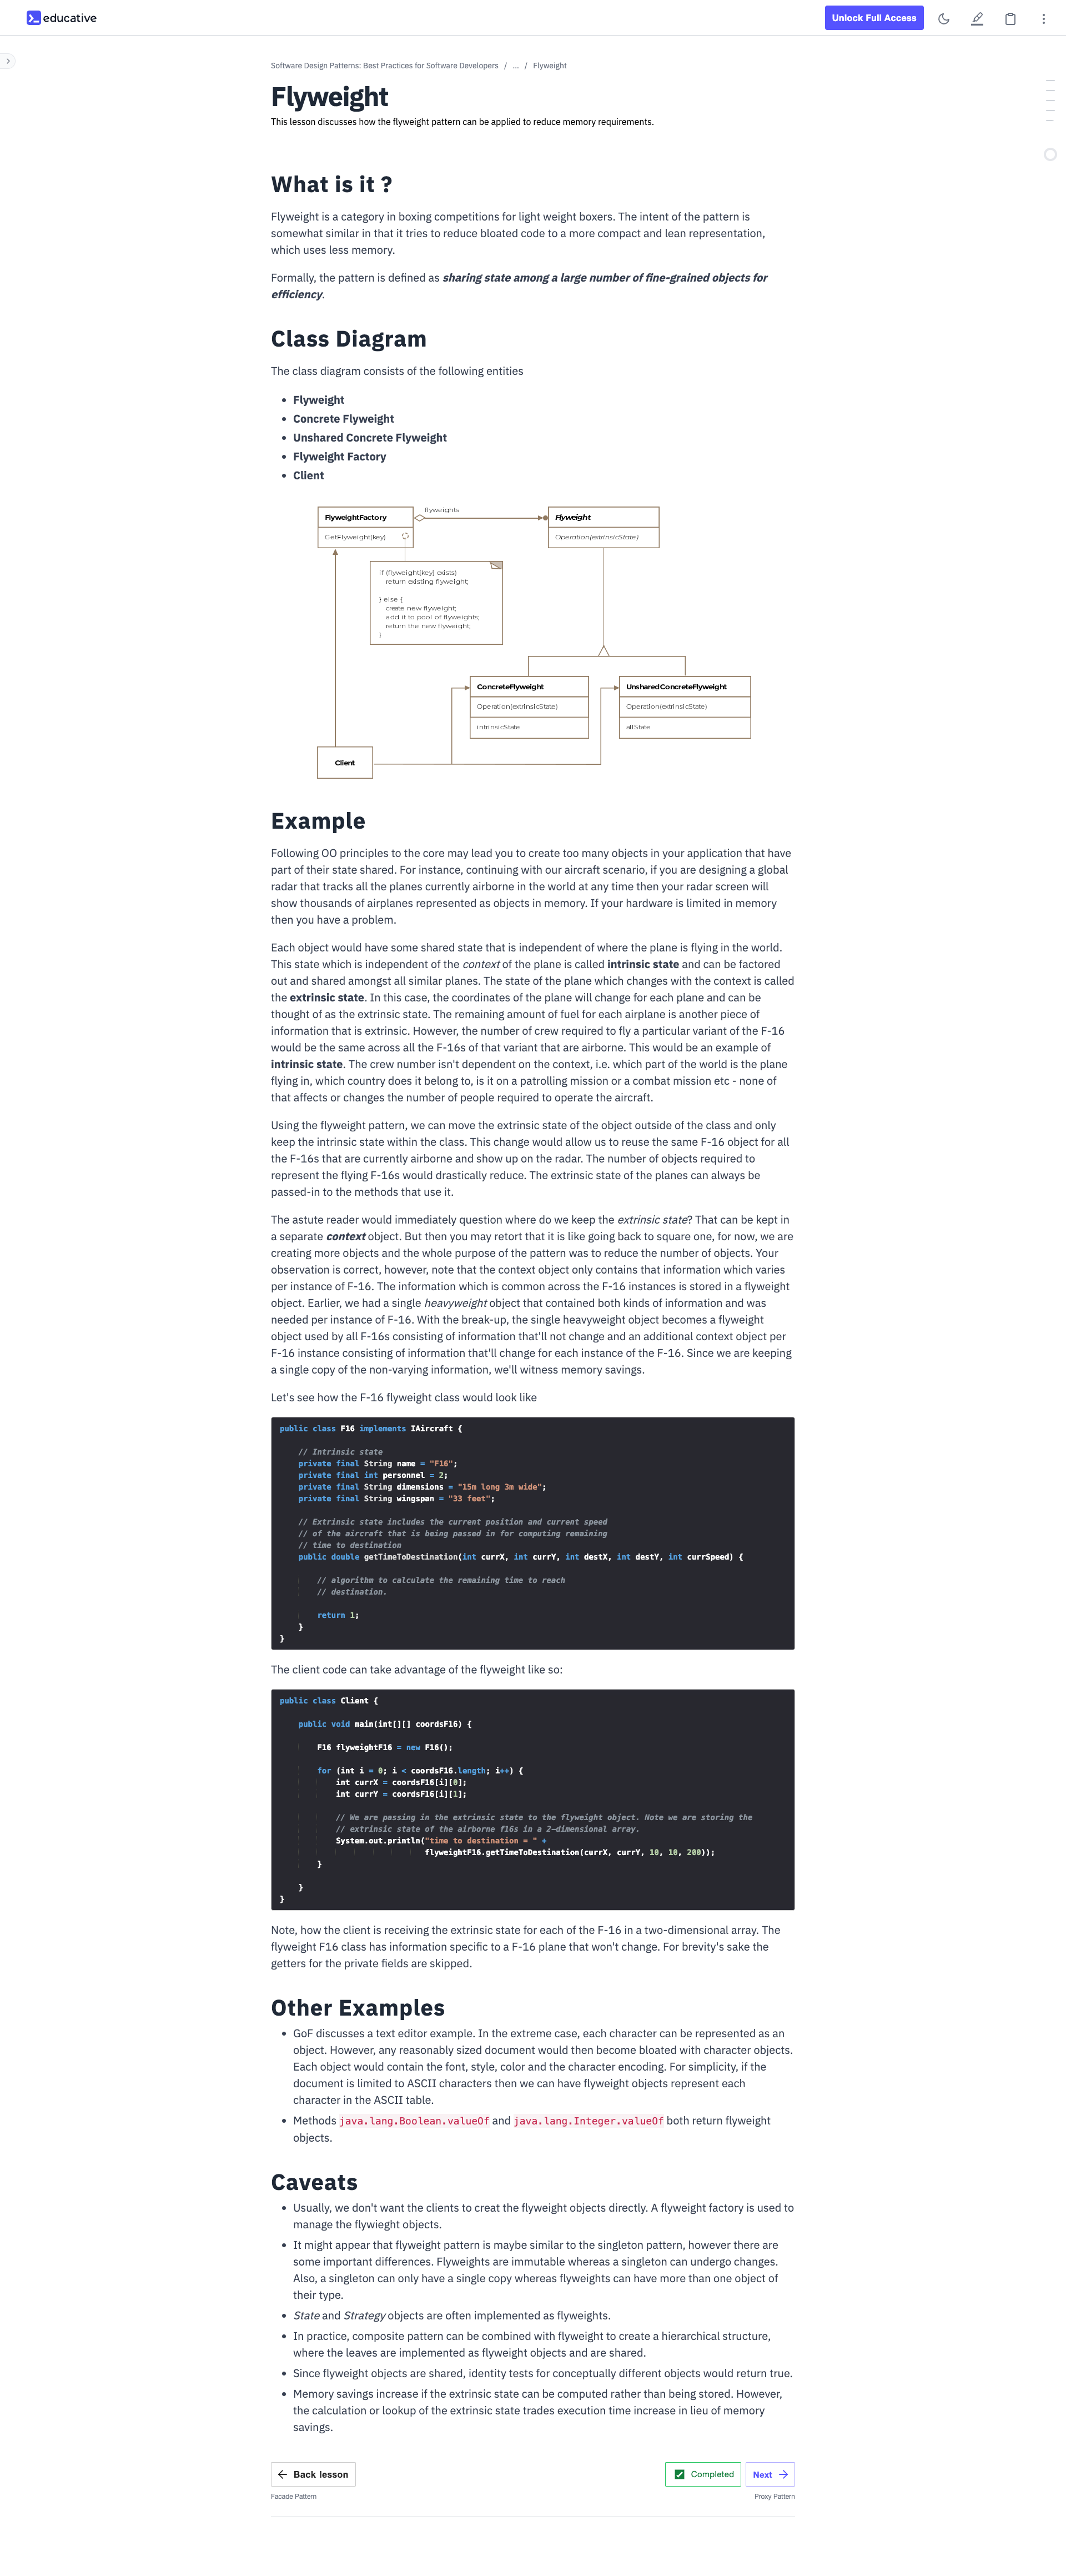 educative
Unlock Full Access
Software Design Patterns: Best Practices for Software Developers / ... / Flyweight
Flyweight
This lesson discusses how the flyweight pattern can be applied to reduce memory requirements.
What is it ?
Flyweight is a category in boxing competitions for light weight boxers. The intent of the pattern is
somewhat similar in that it tries to reduce bloated code to a more compact and lean representation,
which uses less memory.
Formally, the pattern is defined as sharing state among a large number of fine-grained objects for
efficiency.
Class Diagram
The class diagram consists of the following entities
• Flyweight
• Concrete Flyweight
• Unshared Concrete Flyweight
• Flyweight Factory
• Client
FlyweightFactory
GetFlyweight(key)
flyweights
Flyweight
Operation(extrinsicState)
if (flyweight[key] exists)
return existing flyweight;
} else {
create new flyweight;
add it to pool of flyweights;
return the new flyweight;
}
ConcreteFlyweight
Operation(extrinsicState)
intrinsicState
UnsharedConcreteFlyweight
Operation(extrinsicState)
allState
Client
Example
Following OO principles to the core may lead you to create too many objects in your application that have
part of their state shared. For instance, continuing with our aircraft scenario, if you are designing a global
radar that tracks all the planes currently airborne in the world at any time then your radar screen will
show thousands of airplanes represented as objects in memory. If your hardware is limited in memory
then you have a problem.
Each object would have some shared state that is independent of where the plane is flying in the world.
This state which is independent of the context of the plane is called intrinsic state and can be factored
out and shared amongst all similar planes. The state of the plane which changes with the context is called
the extrinsic state. In this case, the coordinates of the plane will change for each plane and can be
thought of as the extrinsic state. The remaining amount of fuel for each airplane is another piece of
information that is extrinsic. However, the number of crew required to fly a particular variant of the F-16
would be the same across all the F-16s of that variant that are airborne. This would be an example of
intrinsic state. The crew number isn't dependent on the context, i.e. which part of the world is the plane
flying in, which country does it belong to, is it on a patrolling mission or a combat mission etc - none of
that affects or changes the number of people required to operate the aircraft.
Using the flyweight pattern, we can move the extrinsic state of the object outside of the class and only
keep the intrinsic state within the class. This change would allow us to reuse the same F-16 object for all
the F-16s that are currently airborne and show up on the radar. The number of objects required to
represent the flying F-16s would drastically reduce. The extrinsic state of the planes can always be
passed-in to the methods that use it.
The astute reader would immediately question where do we keep the extrinsic state? That can be kept in
a separate context object. But then you may retort that it is like going back to square one, for now, we are
creating more objects and the whole purpose of the pattern was to reduce the number of objects. Your
observation is correct, however, note that the context object only contains that information which varies
per instance of F-16. The information which is common across the F-16 instances is stored in a flyweight
object. Earlier, we had a single heavyweight object that contained both kinds of information and was
needed per instance of F-16. With the break-up, the single heavyweight object becomes a flyweight
object used by all F-16s consisting of information that'll not change and an additional context object per
F-16 instance consisting of information that'll change for each instance of the F-16. Since we are keeping
a single copy of the non-varying information, we'll witness memory savings.
Let's see how the F-16 flyweight class would look like
public class F16 implements IAircraft {
// Intrinsic state
private final String name = "F16";
private final int personnel = 2;
private final String dimensions = "15m long 3m wide";
private final String wingspan = "33 feet";
// Extrinsic state includes the current position and current speed
// of the aircraft that is being passed in for computing remaining
// time to destination
public double getTimeToDestination(int currX, int currY, int destX, int destY, int currSpeed) {
// algorithm to calculate the remaining time to reach
// destination.
return 1;
}
}
The client code can take advantage of the flyweight like so:
public class Client {
public void main(int[][] coordsF16) {
F16 flyweightF16 = new F16();
for (int i = 0; i < coordsF16.length; i++) {
int currX = coordsF16[i][0];
int currY = coordsF16[i][1];
// We are passing in the extrinsic state to the flyweight object. Note we are storing the
// extrinsic state of the airborne f16s in a 2-dimensional array.
System.out.println("time to destination = " +
flyweightF16.getTimeToDestination(currX, currY, 10, 10, 200));
}
}
}
Note, how the client is receiving the extrinsic state for each of the F-16 in a two-dimensional array. The
flyweight F16 class has information specific to a F-16 plane that won't change. For brevity's sake the
getters for the private fields are skipped.
Other Examples
• GoF discusses a text editor example. In the extreme case, each character can be represented as an
object. However, any reasonably sized document would then become bloated with character objects.
Each object would contain the font, style, color and the character encoding. For simplicity, if the
document is limited to ASCII characters then we can have flyweight objects represent each
character in the ASCII table.
• Methods java.lang.Boolean.valueOf and java.lang.Integer.valueOf both return flyweight
objects.
Caveats
• Usually, we don't want the clients to creat the flyweight objects directly. A flyweight factory is used to
manage the flywieght objects.
• It might appear that flyweight pattern is maybe similar to the singleton pattern, however there are
some important differences. Flyweights are immutable whereas a singleton can undergo changes.
Also, a singleton can only have a single copy whereas flyweights can have more than one object of
their type.
• State and Strategy objects are often implemented as flyweights.
• In practice, composite pattern can be combined with flyweight to create a hierarchical structure,
where the leaves are implemented as flyweight objects and are shared.
• Since flyweight objects are shared, identity tests for conceptually different objects would return true.
• Memory savings increase if the extrinsic state can be computed rather than being stored. However,
the calculation or lookup of the extrinsic state trades execution time increase in lieu of memory
savings.
Back lesson
Completed
Next
Facade Pattern
Proxy Pattern